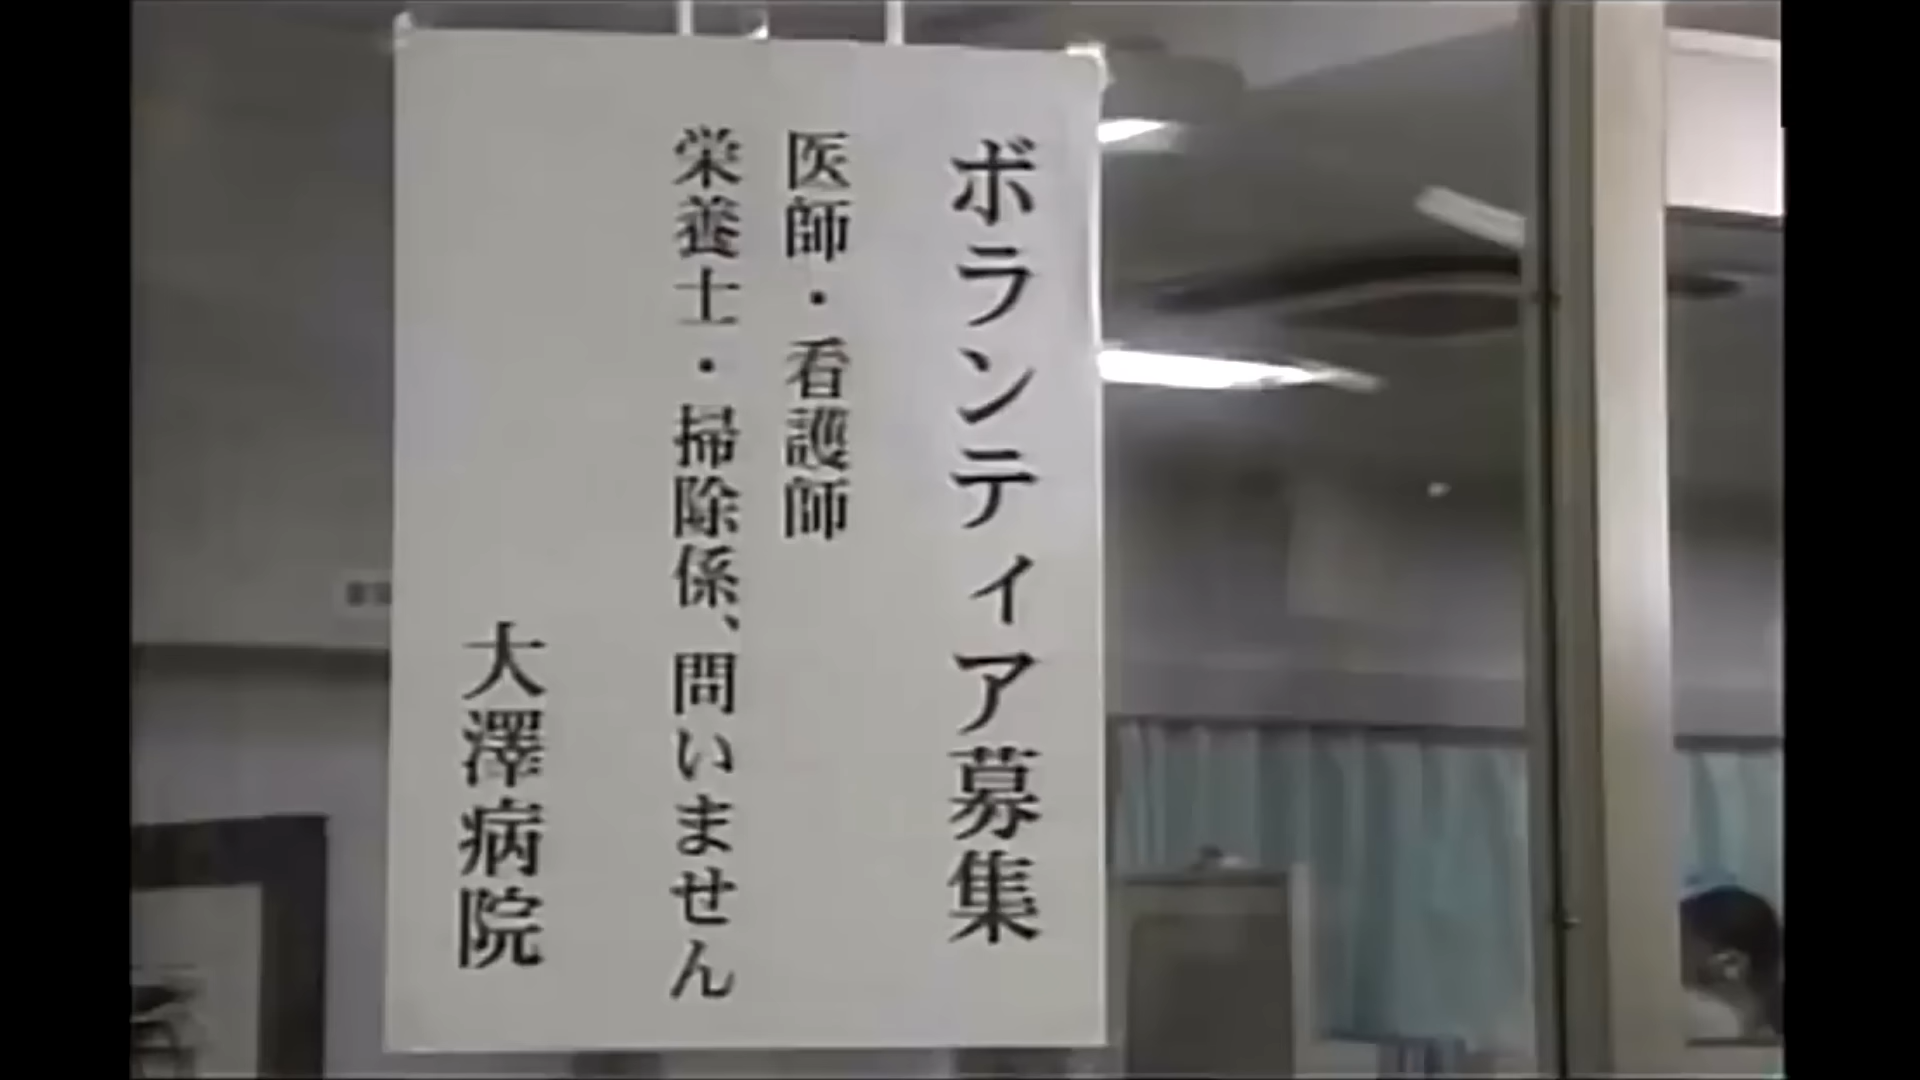 ボランティア募集
医師・看護師
栄養士・掃除係、問いません
大澤病院